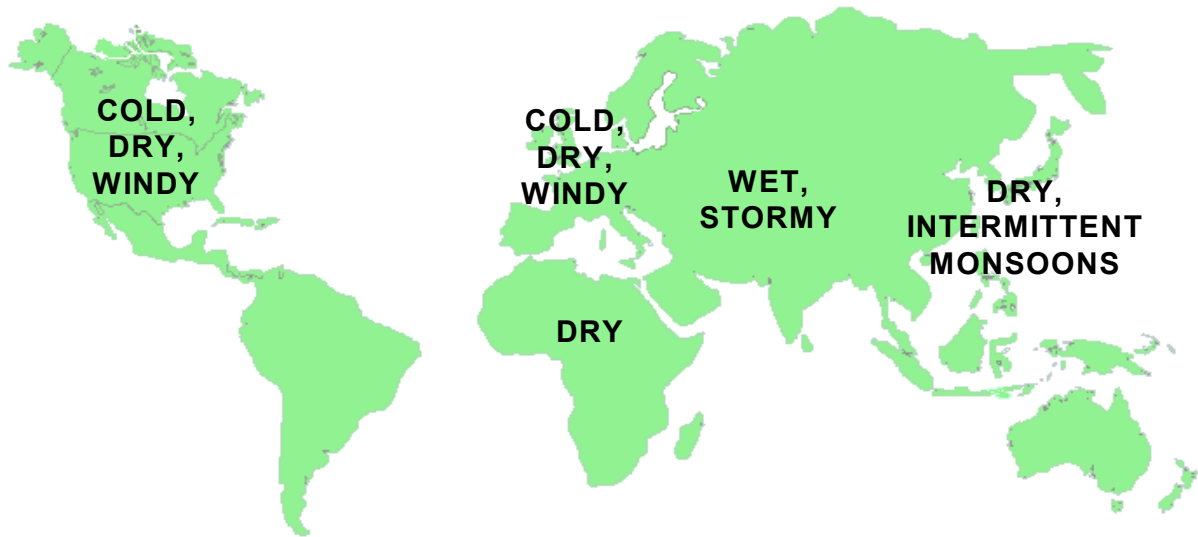 COLD,
DRY,
WINDY
COLD,
DRY,
WINDY
WET,
STORMY
DRY,
INTERMITTENT
MONSOONS
DRY